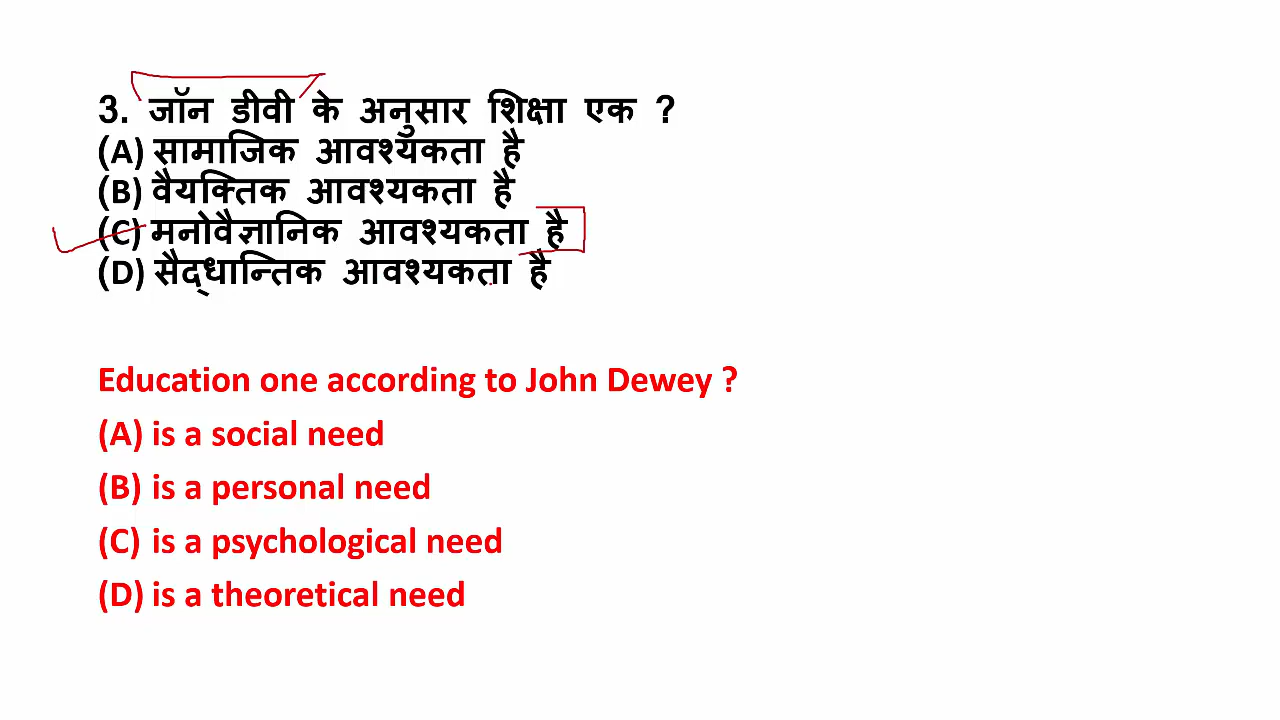 3. जॉन डीवी के अनुसार शिक्षा एक ?
(A) सामाजिक आवश्यकता है
(B) वैयक्तिक आवश्यकता है
(C) मनोवैज्ञानिक आवश्यकता है
(D) सैद्धान्तिक आवश्यकता है
Education one according to John Dewey ?
(A) is a social need
(B) is a personal need
(C) is a psychological need
(D) is a theoretical need